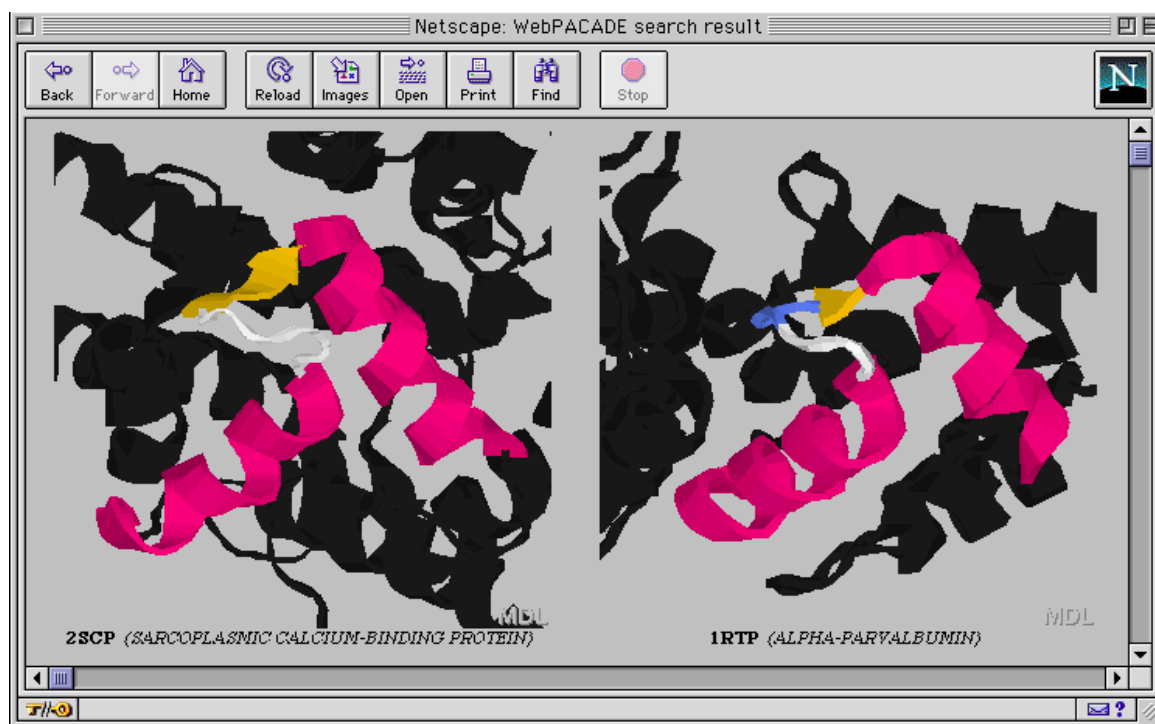 Netscape: WebPACADE search result
Back Forward Home Reload Images Open Print Find Stop N
MDL MDL
2SCP (SARCOPLASMIC CALCIUM-BINDING PROTEIN) 1RTP (ALPHA-PARVALBUMIN)
?